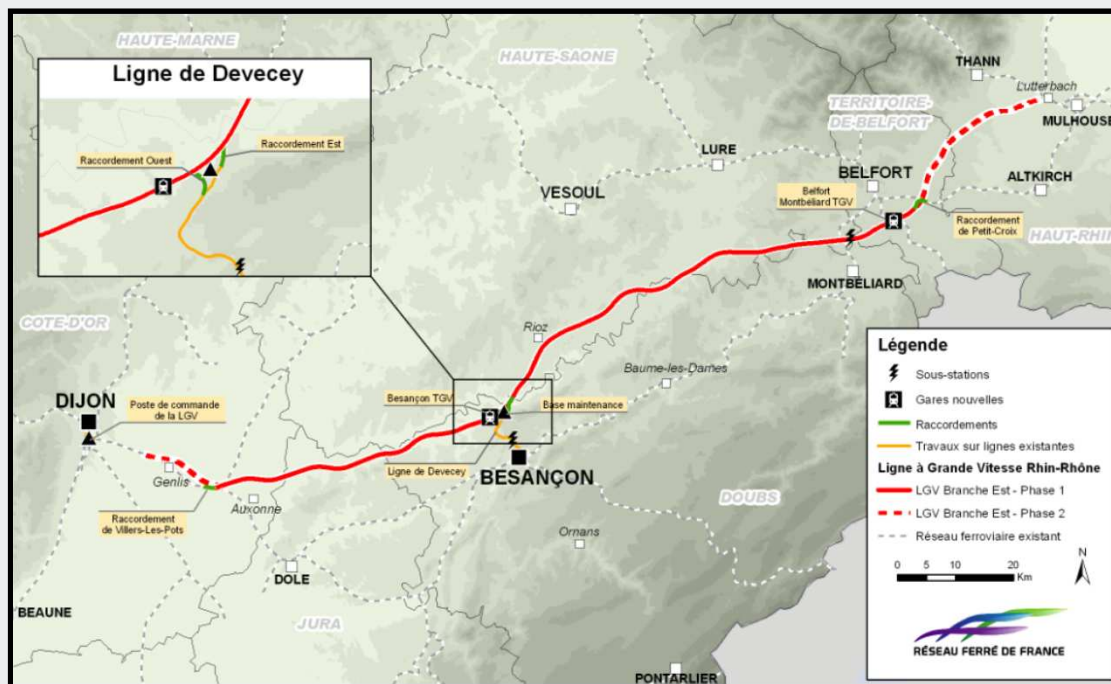 HAUTE-MARNE
HAUTE-SAONE
Ligne de Devecey
Raccordement Est
Raccordement Ouest
THANN
Lutterbach
MULHOUSE
TERRITOIRE-
DE-BELFORT
LURE
BELFORT
ALTKIRCH
VESOUL
Belfort
Montbéliard TGV
Raccordement
de Petit-Croix
HAUT-RHIN
MONTBÉLIARD
COTE-D'OR
Rioz
Baume-les-Dames
DIJON
Poste de commande
de la LGV
Besançon TGV
Base maintenance
Genlis
Ligne de Devecey
BESANÇON
Auxonne
Raccordement
de Villers-Les-Pots
DOUBS
Ornans
DOLE
BEAUNE
JURA
PONTARLIER
Légende
Sous-stations
Gares nouvelles
Raccordements
Travaux sur lignes existantes
Ligne à Grande Vitesse Rhin-Rhône
LGV Branche Est - Phase 1
LGV Branche Est - Phase 2
Réseau ferroviaire existant
N
0 5 10 20
Km
RÉSEAU FERRÉ DE FRANCE